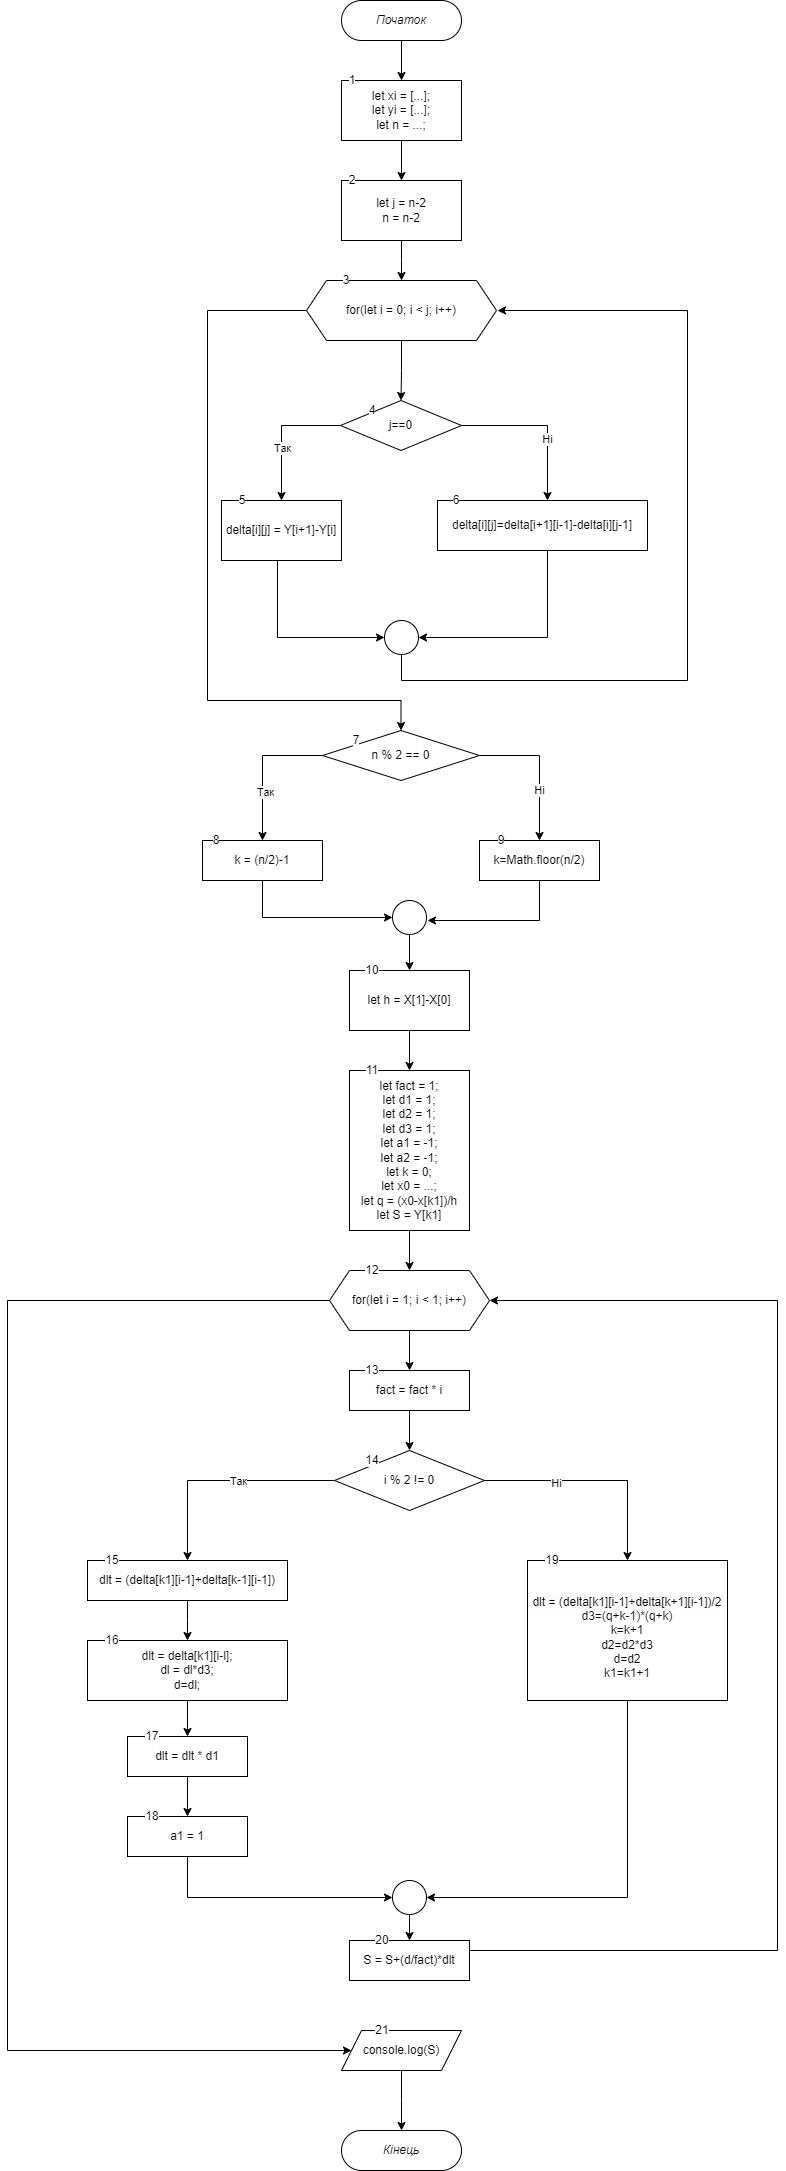 Початок
1
let xi = [...];
let yi = [...];
let n = ...;
2
let j = n-2
n = n-2
3
for(let i = 0; i < j; i++)
4
j==0
Так
Ні
5
delta[i][j] = Y[i+1]-Y[i]
6
delta[i][j]=delta[i+1][i-1]-delta[i][j-1]
7
n % 2 == 0
Так
Ні
8
k = (n/2)-1
9
k=Math.floor(n/2)
10
let h = X[1]-X[0]
11
let fact = 1;
let d1 = 1;
let d2 = 1;
let d3 = 1;
let a1 = -1;
let a2 = -1;
let k = 0;
let x0 = ...;
let q = (x0-x[k1])/h
let S = Y[k1]
12
for(let i = 1; i < 1; i++)
13
fact = fact * i
14
i % 2 != 0
Так
Ні
15
dlt = (delta[k1][i-1]+delta[k-1][i-1])
16
dlt = delta[k1][i-l];
dl = dl*d3;
d=dl;
17
dlt = dlt * d1
18
a1 = 1
19
dlt = (delta[k1][i-1]+delta[k+1][i-1])/2
d3=(q+k-1)*(q+k)
k=k+1
d2=d2*d3
d=d2
k1=k1+1
20
S = S+(d/fact)*dlt
21
console.log(S)
Кінець